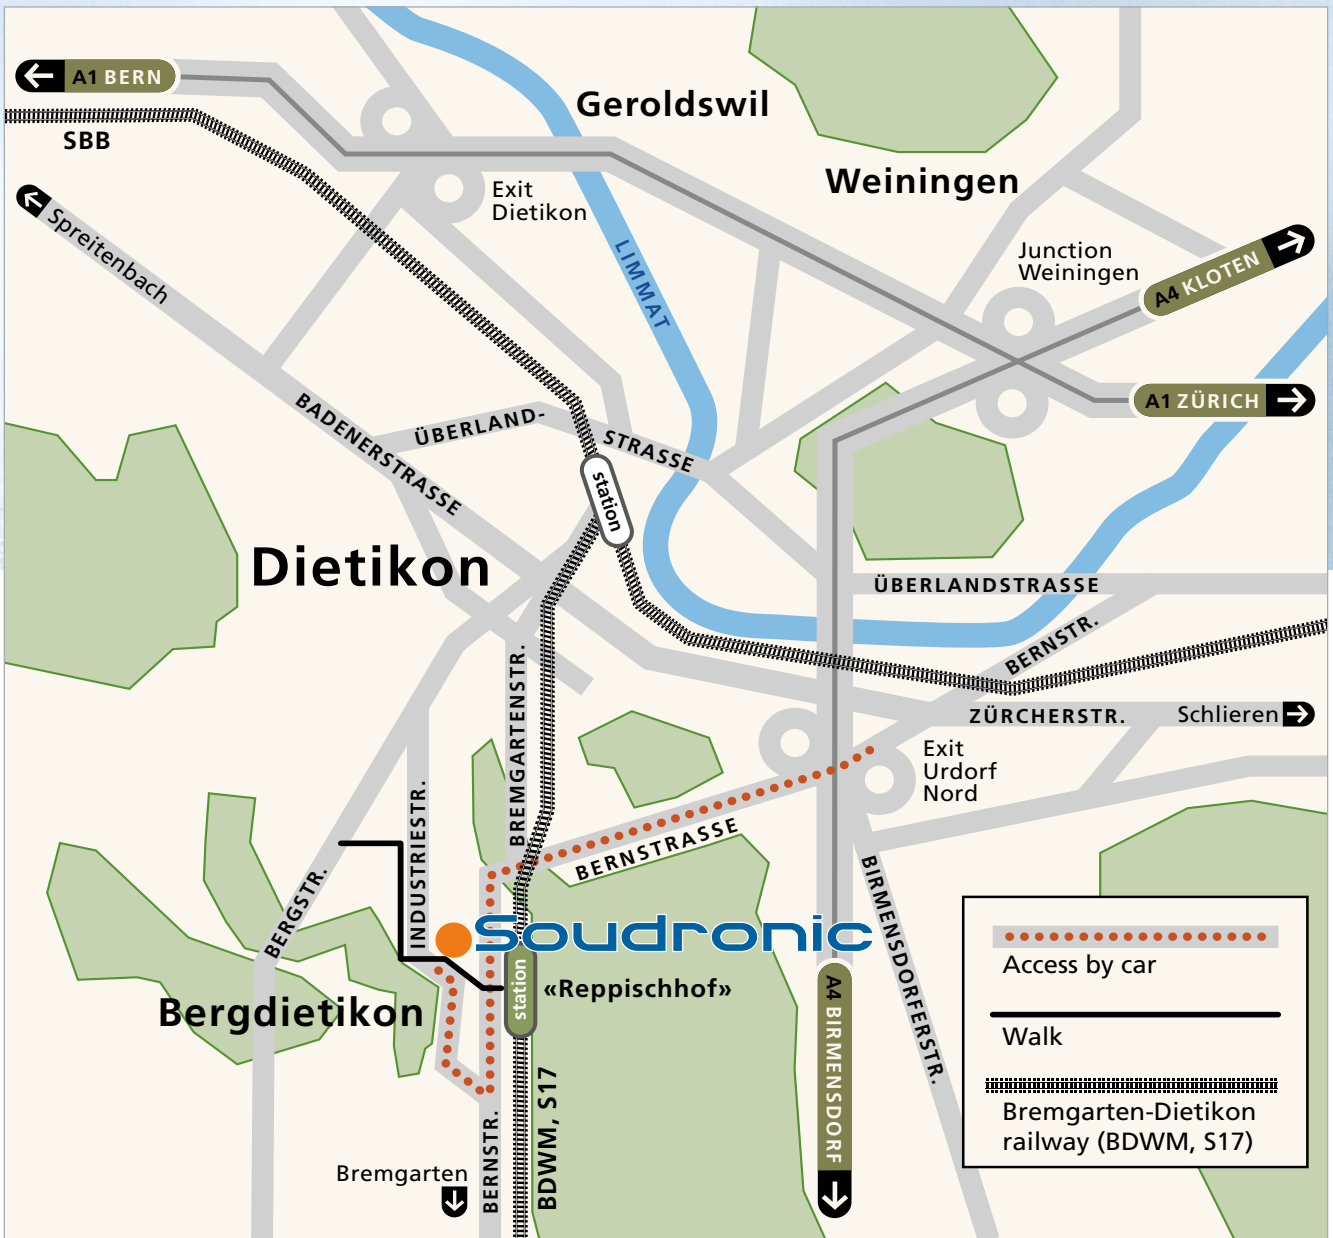 A1 BERN
Geroldswil
SBB
Weiningen
Exit
Dietikon
Spreitenbach
LIMMAT
Junction
Weiningen
A4 KLOTEN
A1 ZÜRICH
BADENERSTRASSE
ÜBERLAND-
STRASSE
station
Dietikon
ÜBERLANDSTRASSE
BERNSTR.
BREMGARTENSTR.
ZÜRCHERSTR.
Schlieren
Exit
Urdorf
Nord
INDUSTRIESTR.
BERNSTRASSE
BERGSTR.
BIRMENSDORFERSTR.
Soudronic
station
«Reppischhof»
Bergdietikon
A4 BIRMENSDORF
BDWM, S17
BERNSTR.
Bremgarten
Access by car
Walk
Bremgarten-Dietikon
railway (BDWM, S17)